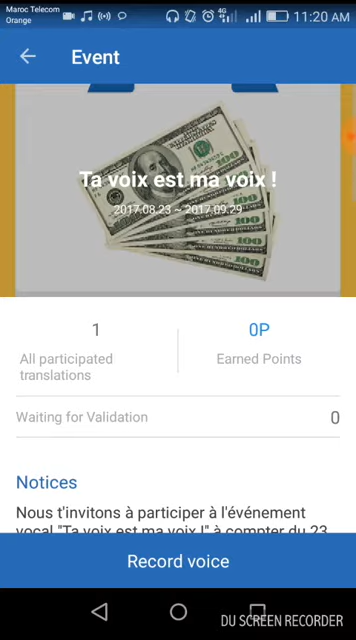 Maroc Telecom
Orange
4G
11:20 AM
Event
Ta voix est ma voix !
2017.08.23 ~ 2017.09.29
1
0P
All participated
translations
Earned Points
Waiting for Validation
0
Notices
Nous t'invitons à participer à l'événement
vocal "Ta voix est ma voix !" à compter du 23
Record voice
DU SCREEN RECORDER